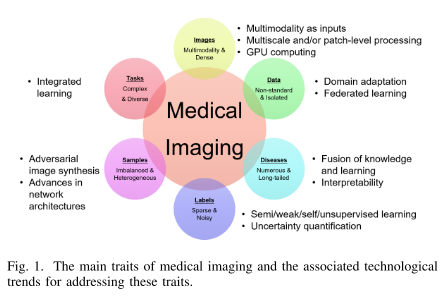 • Multimodality as inputs
• Multiscale and/or patch-level processing
• GPU computing
Images
Multimodality &
Dense
• Integrated
learning
Tasks
Complex
& Diverse
Data
Non-standard
& Isolated
• Domain adaptation
• Federated learning
Medical
Imaging
• Adversarial
image synthesis
• Advances in
network
architectures
Samples
Imbalanced &
Heterogeneous
Diseases
Numerous &
Long-tailed
• Fusion of knowledge
and learning
• Interpretability
Labels
Sparse &
Noisy
• Semi/weak/self/unsupervised learning
• Uncertainty quantification
Fig. 1. The main traits of medical imaging and the associated technological
trends for addressing these traits.